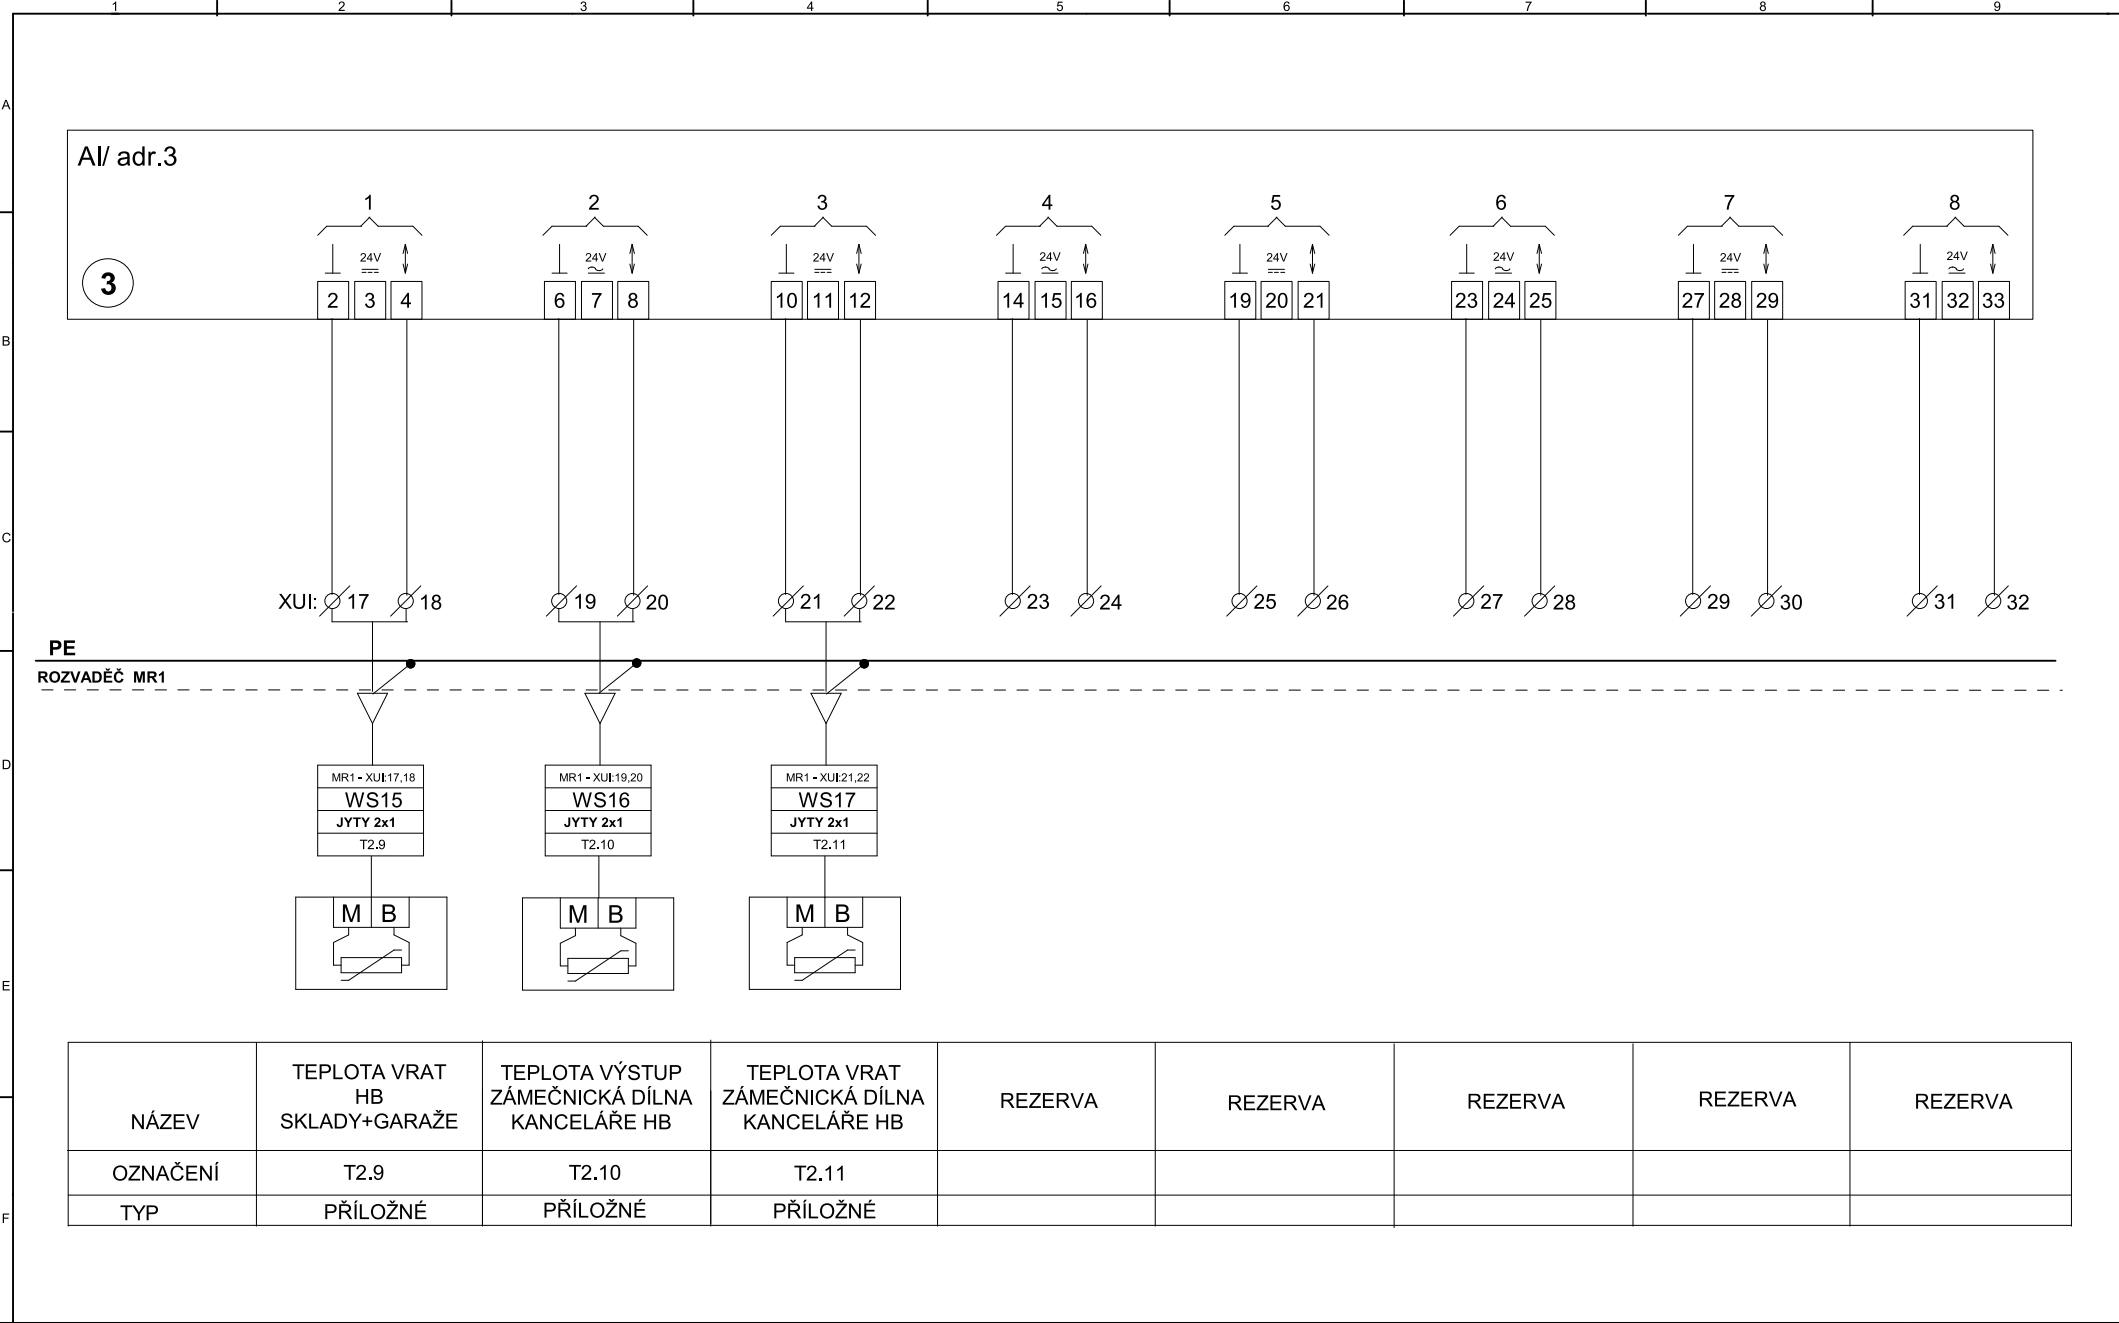 1 2 3 4 5 6 7 8 9
A
AI/ adr.3
1 2 3 4 5 6 7 8
24V 24V 24V 24V 24V 24V 24V 24V
3
2 3 4 6 7 8 10 11 12 14 15 16 19 20 21 23 24 25 27 28 29 31 32 33
B
C
XUI: 17 18 19 20 21 22 23 24 25 26 27 28 29 30 31 32
PE
ROZVADĚČ MR1
D
MR1 - XUI:17,18 MR1 - XUI:19,20 MR1 - XUI:21,22
WS15 WS16 WS17
JYTY 2x1 JYTY 2x1 JYTY 2x1
T2.9 T2.10 T2.11
M B M B M B
E
NÁZEV
TEPLOTA VRAT
HB
SKLADY+GARAŽE
TEPLOTA VÝSTUP
ZÁMEČNICKÁ DÍLNA
KANCELÁŘE HB
TEPLOTA VRAT
ZÁMEČNICKÁ DÍLNA
KANCELÁŘE HB
REZERVA REZERVA REZERVA REZERVA REZERVA
OZNAČENÍ T2.9 T2.10 T2.11
TYP PŘÍLOŽNÉ PŘÍLOŽNÉ PŘÍLOŽNÉ
F